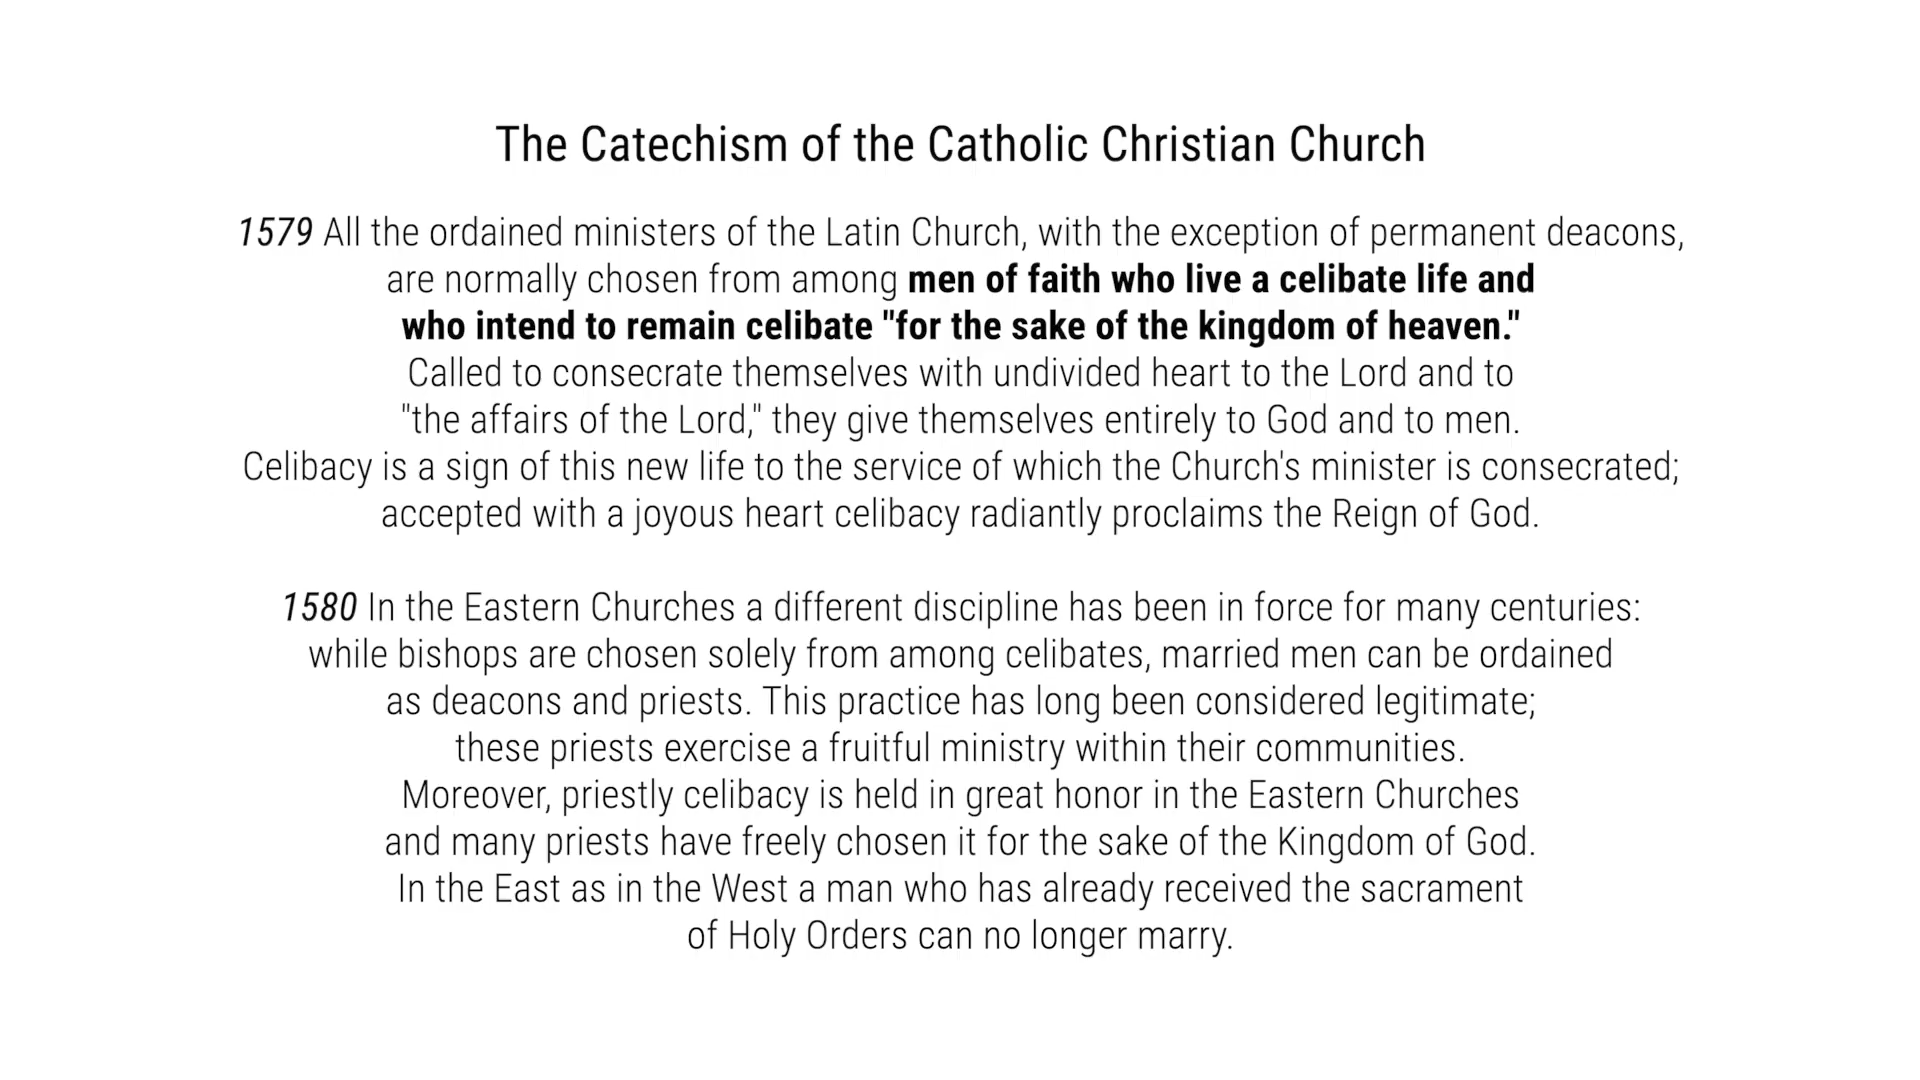 The Catechism of the Catholic Christian Church
1579 All the ordained ministers of the Latin Church, with the exception of permanent deacons,
are normally chosen from among men of faith who live a celibate life and
who intend to remain celibate "for the sake of the kingdom of heaven."
Called to consecrate themselves with undivided heart to the Lord and to
"the affairs of the Lord," they give themselves entirely to God and to men.
Celibacy is a sign of this new life to the service of which the Church's minister is consecrated;
accepted with a joyous heart celibacy radiantly proclaims the Reign of God.
1580 In the Eastern Churches a different discipline has been in force for many centuries:
while bishops are chosen solely from among celibates, married men can be ordained
as deacons and priests. This practice has long been considered legitimate;
these priests exercise a fruitful ministry within their communities.
Moreover, priestly celibacy is held in great honor in the Eastern Churches
and many priests have freely chosen it for the sake of the Kingdom of God.
In the East as in the West a man who has already received the sacrament
of Holy Orders can no longer marry.